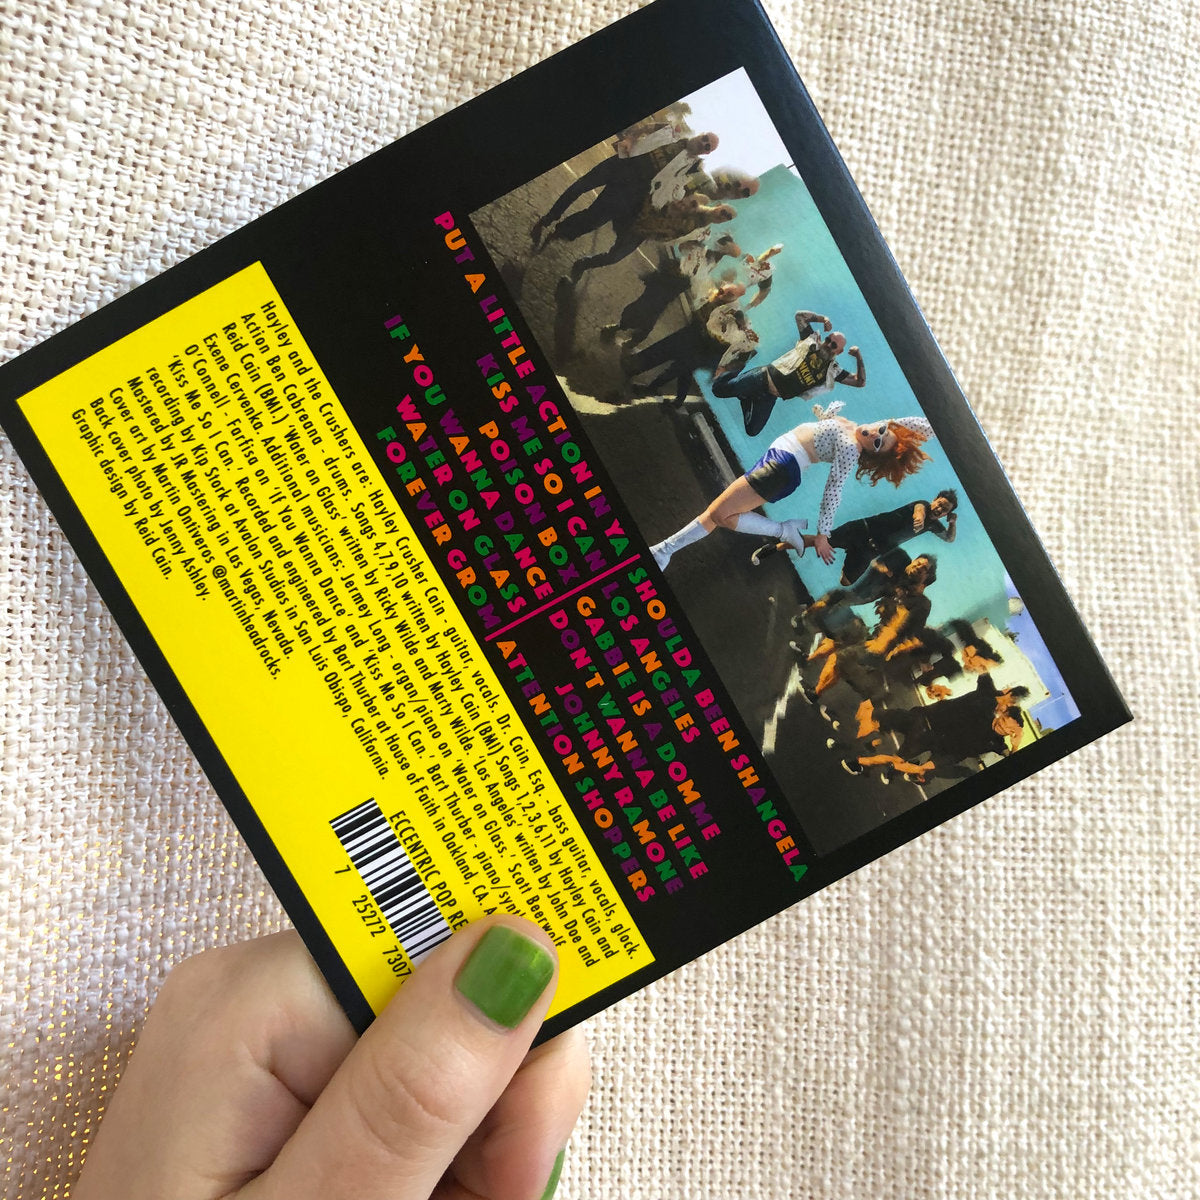 PUT A LITTLE ACTION IN YA | SHOULDA BEEN SHANGELA
KISS ME SO I CAN | LOS ANGELES
POISON BOX | GABBIE IS A DOMME
IF YOU WANNA DANCE | DON'T WANNA BE LIKE
WATER ON GLASS | JOHNNY RAMONE
FOREVER GROM | ATTENTION SHOPPERS
Hayley and the Crushers are: Hayley Crusher Cain - guitar, vocals, Dr. Cain, Esq. - bass guitar, vocals, glock.
Action Ben Cabreana - drums. Songs 4,7,9,10 written by Hayley Cain (BMI) Songs 1,2,3,6,11 by Hayley Cain and
Reid Cain (BMI.) 'Water on Glass' written by Ricky Wilde and Marty Wilde. 'Los Angeles' written by John Doe and
Exene Cervenka. Additional musicians: Jermey Long - organ/piano on 'Water on Glass.' Scott Beerwolf
O'Connell - Farfisa on 'If You Wanna Dance' and 'Kiss Me So I Can.' Bart Thurber - piano/synth
'Kiss Me So I Can.' Recorded and engineered by Bart Thurber at House of Faith in Oakland, CA. A
recording by Kip Stork at Avalon Studios in San Luis Obispo, California.
Mastered by JR Mastering in Las Vegas, Nevada.
Cover art by Martin Ontiveros @martinheadrocks.
Back cover photo by Jenny Ashley.
Graphic design by Reid Cain.
ECCENTRIC POP RE
7 25272 7307